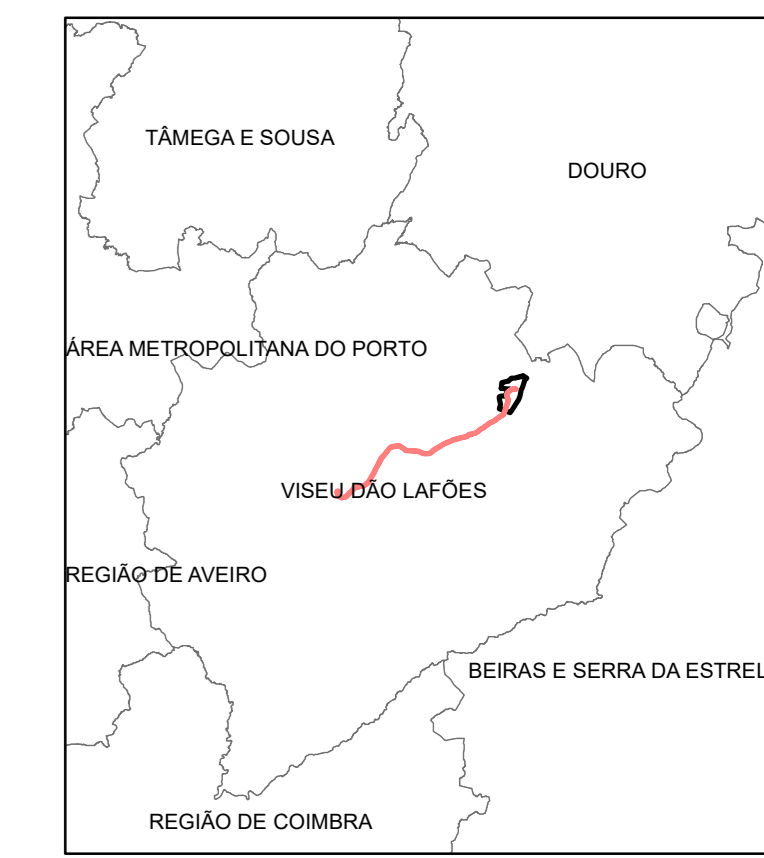 TÂMEGA E SOUSA
DOURO
ÁREA METROPOLITANA DO PORTO
VISEU DÃO LAFÕES
REGIÃO DE AVEIRO
BEIRAS E SERRA DA ESTREL
REGIÃO DE COIMBRA